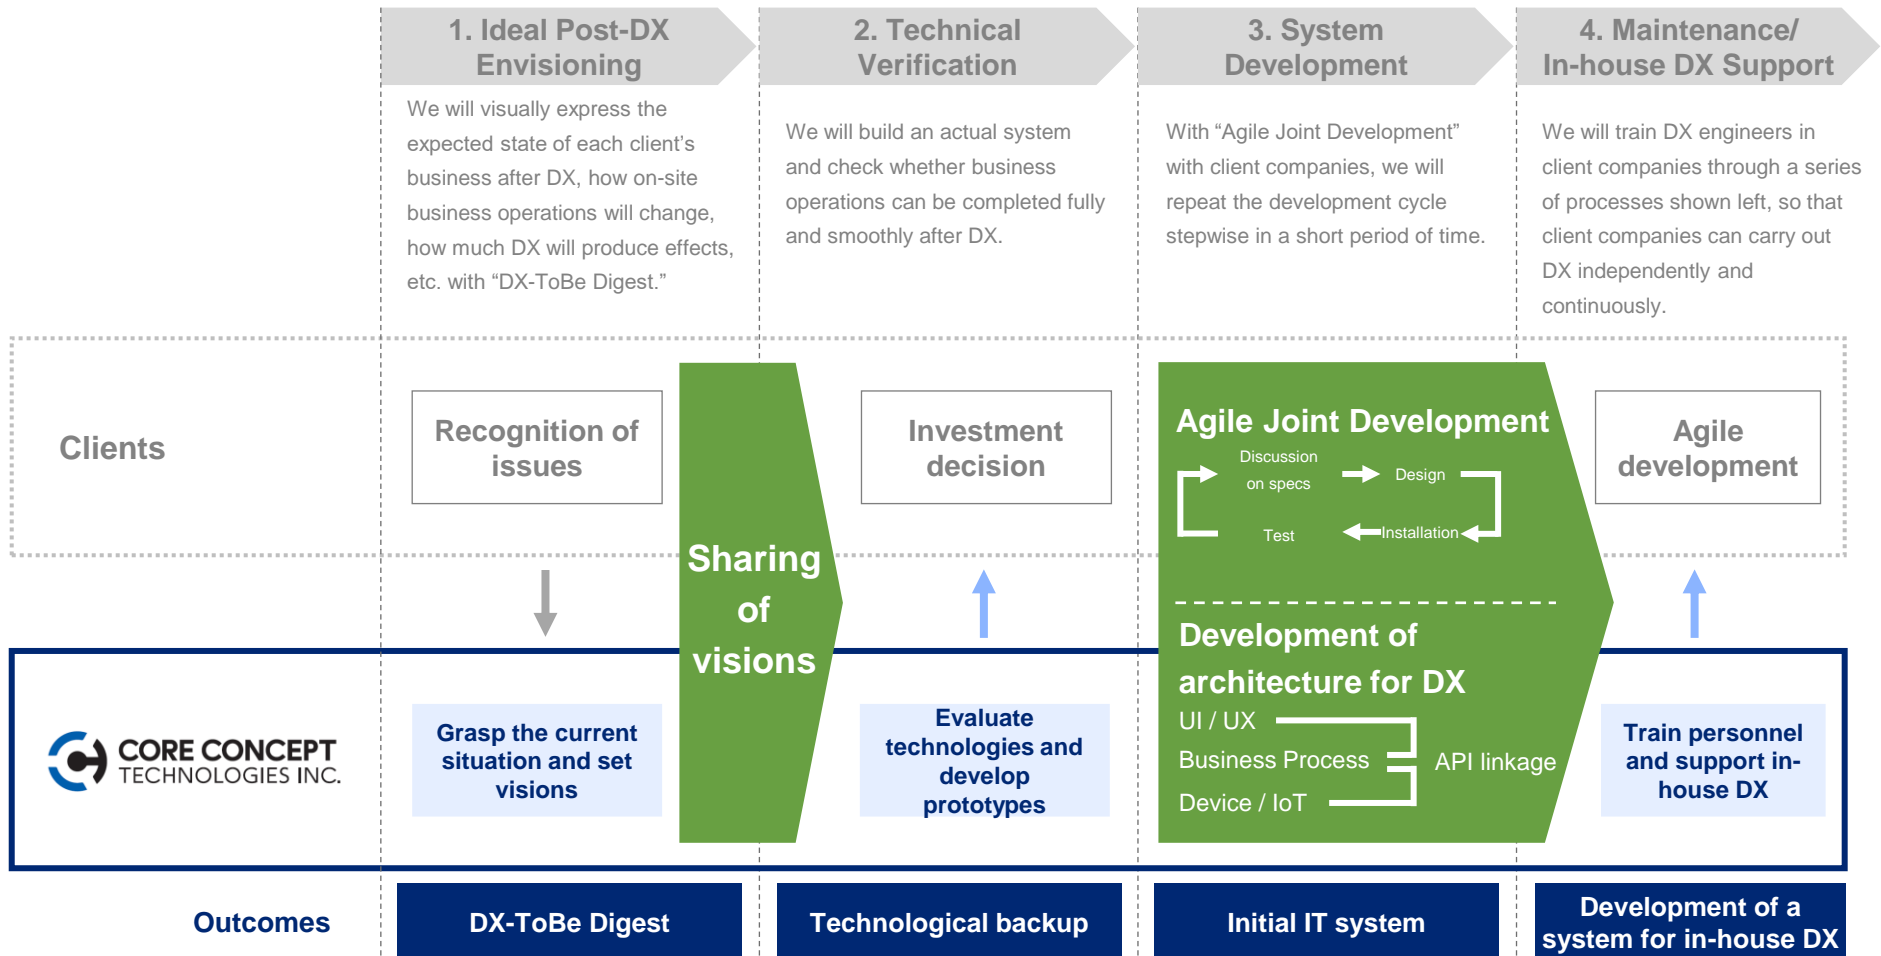 1. Ideal Post-DX
Envisioning
2. Technical
Verification
3. System
Development
4. Maintenance/
In-house DX Support
We will visually express the
expected state of each client's
business after DX, how on-site
business operations will change,
how much DX will produce effects,
etc. with “DX-ToBe Digest.”
We will build an actual system
and check whether business
operations can be completed fully
and smoothly after DX.
With “Agile Joint Development”
with client companies, we will
repeat the development cycle
stepwise in a short period of time.
We will train DX engineers in
client companies through a series
of processes shown left, so that
client companies can carry out
DX independently and
continuously.
Clients
Recognition of
issues
Sharing
of
visions
Investment
decision
Agile Joint Development
Discussion
on specs
Design
Test
Installation
Agile
development
Development of
architecture for DX
UI / UX
Business Process
Device / IoT
API linkage
CORE CONCEPT
TECHNOLOGIES INC.
Grasp the current
situation and set
visions
Evaluate
technologies and
develop
prototypes
Train personnel
and support in-
house DX
Outcomes
DX-ToBe Digest
Technological backup
Initial IT system
Development of a
system for in-house DX